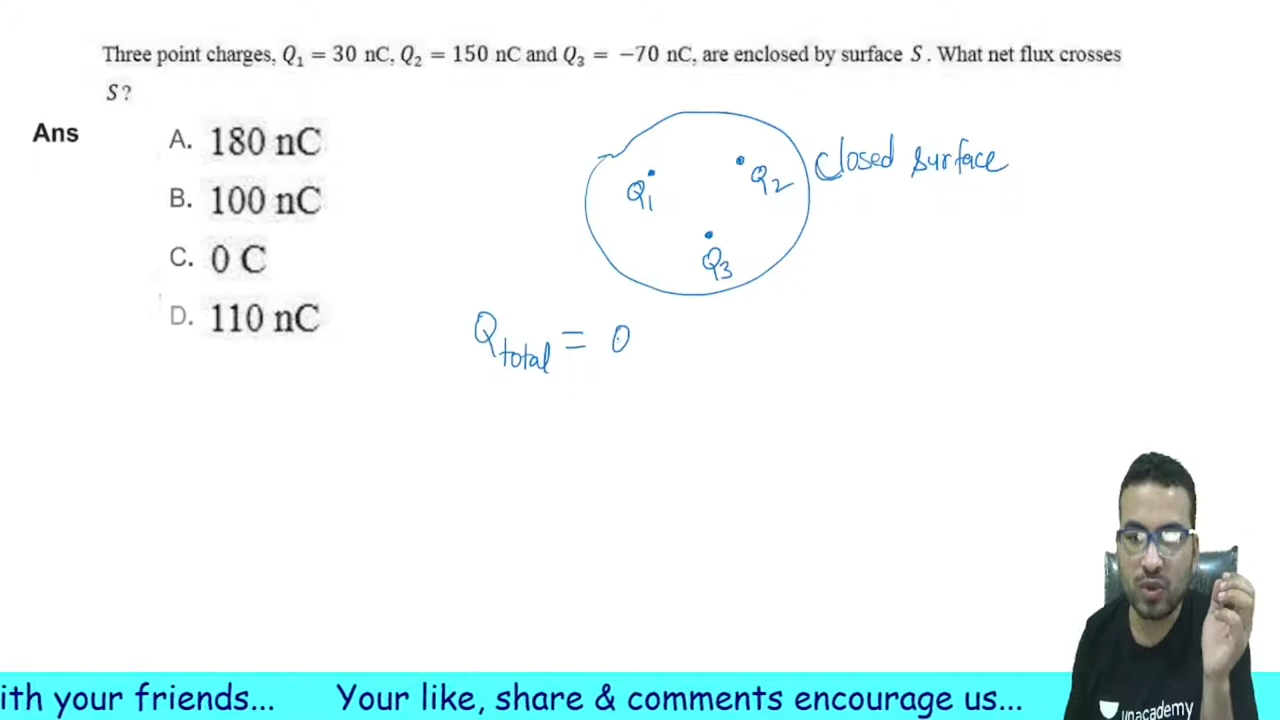 Three point charges, Q₁ = 30 nC, Q₂ = 150 nC and Q₃ = −70 nC, are enclosed by surface S. What net flux crosses
S?
Ans
A. 180 nC
B. 100 nC
C. 0 C
D. 110 nC
Q₁
Q₂
closed surface
Q₃
Q total = 0
ith your friends... Your like, share & comments encourage us...
unacademy